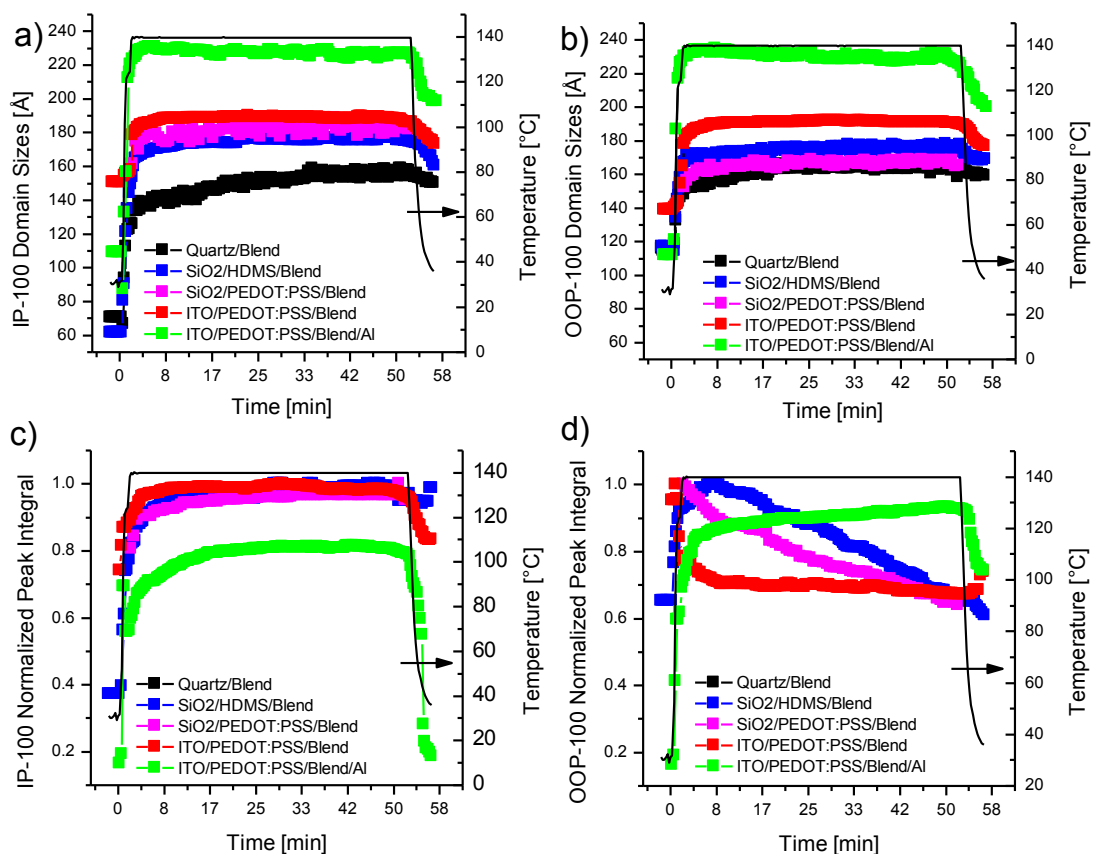 a)
240
220
200
180
160
140
120
100
80
60
IP-100 Domain Sizes [Å]
140
120
100
80
60
40
20
0
Temperature [°C]
Quartz/Blend
SiO2/HDMS/Blend
SiO2/PEDOT:PSS/Blend
ITO/PEDOT:PSS/Blend
ITO/PEDOT:PSS/Blend/Al
0 8 17 25 33 42 50 58
Time [min]
b)
240
220
200
180
160
140
120
100
80
60
OOP-100 Domain Sizes [Å]
140
120
100
80
60
40
20
0
Temperature [°C]
Quartz/Blend
SiO2/HDMS/Blend
SiO2/PEDOT:PSS/Blend
ITO/PEDOT:PSS/Blend
ITO/PEDOT:PSS/Blend/Al
0 8 17 25 33 42 50 58
Time [min]
c)
1.0
0.8
0.6
0.4
0.2
IP-100 Normalized Peak Integral
140
120
100
80
60
40
20
0
Temperature [°C]
Quartz/Blend
SiO2/HDMS/Blend
SiO2/PEDOT:PSS/Blend
ITO/PEDOT:PSS/Blend
ITO/PEDOT:PSS/Blend/Al
0 8 17 25 33 42 50 58
Time [min]
d)
1.0
0.8
0.6
0.4
0.2
OOP-100 Normalized Peak Integral
140
120
100
80
60
40
20
Temperature [°C]
Quartz/Blend
SiO2/HDMS/Blend
SiO2/PEDOT:PSS/Blend
ITO/PEDOT:PSS/Blend
ITO/PEDOT:PSS/Blend/Al
0 8 17 25 33 42 50 58
Time [min]